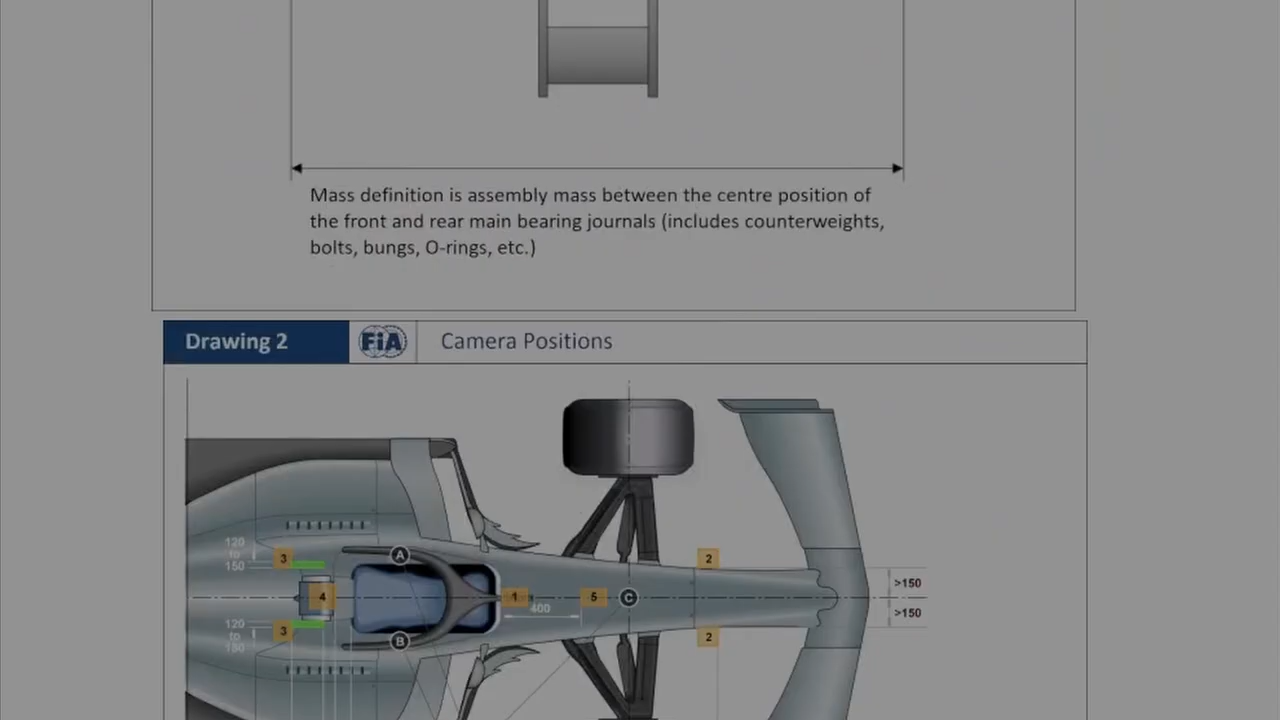 Mass definition is assembly mass between the centre position of
the front and rear main bearing journals (includes counterweights,
bolts, bungs, O-rings, etc.)
Drawing 2 FiA Camera Positions
120
to
150
3
A
2
4
1
5
C
400
>150
>150
120
to
150
3
B
2